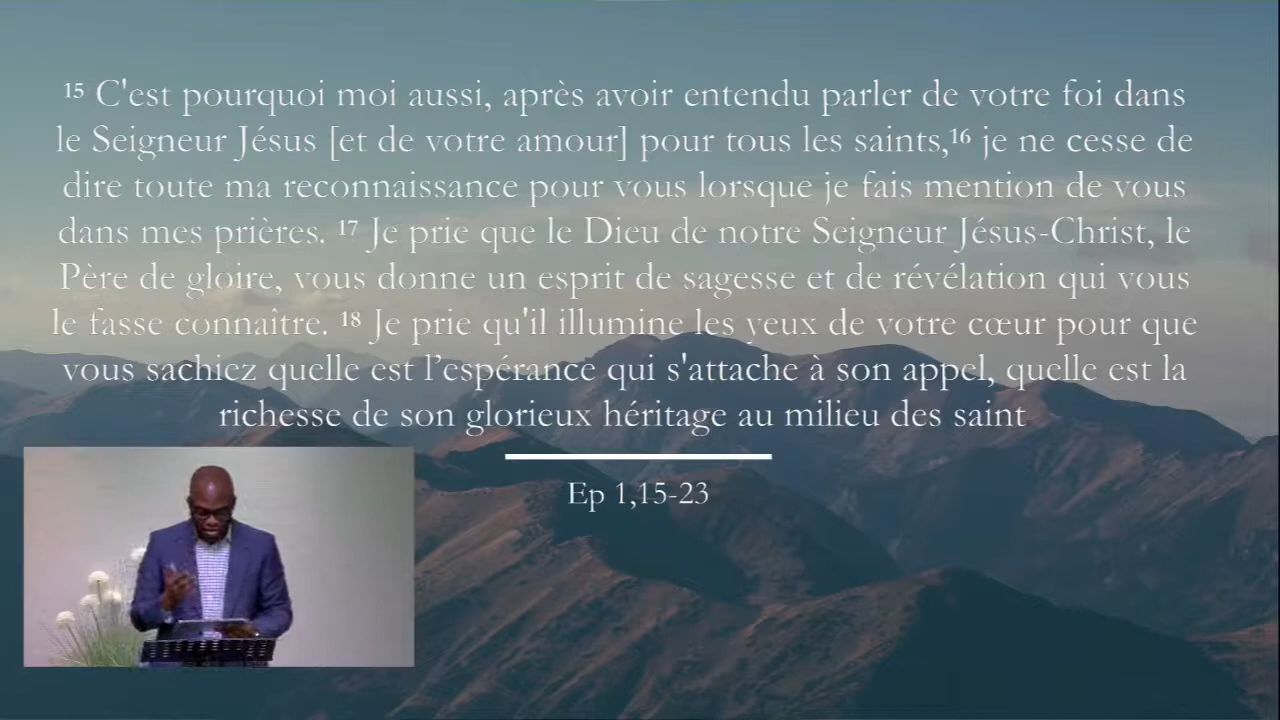 ¹⁵ C'est pourquoi moi aussi, après avoir entendu parler de votre foi dans
le Seigneur Jésus [et de votre amour] pour tous les saints,¹⁶ je ne cesse de
dire toute ma reconnaissance pour vous lorsque je fais mention de vous
dans mes prières. ¹⁷ Je prie que le Dieu de notre Seigneur Jésus-Christ, le
Père de gloire, vous donne un esprit de sagesse et de révélation qui vous
le fasse connaître. ¹⁸ Je prie qu'il illumine les yeux de votre cœur pour que
vous sachiez quelle est l’espérance qui s'attache à son appel, quelle est la
richesse de son glorieux héritage au milieu des saint
Ep 1,15-23